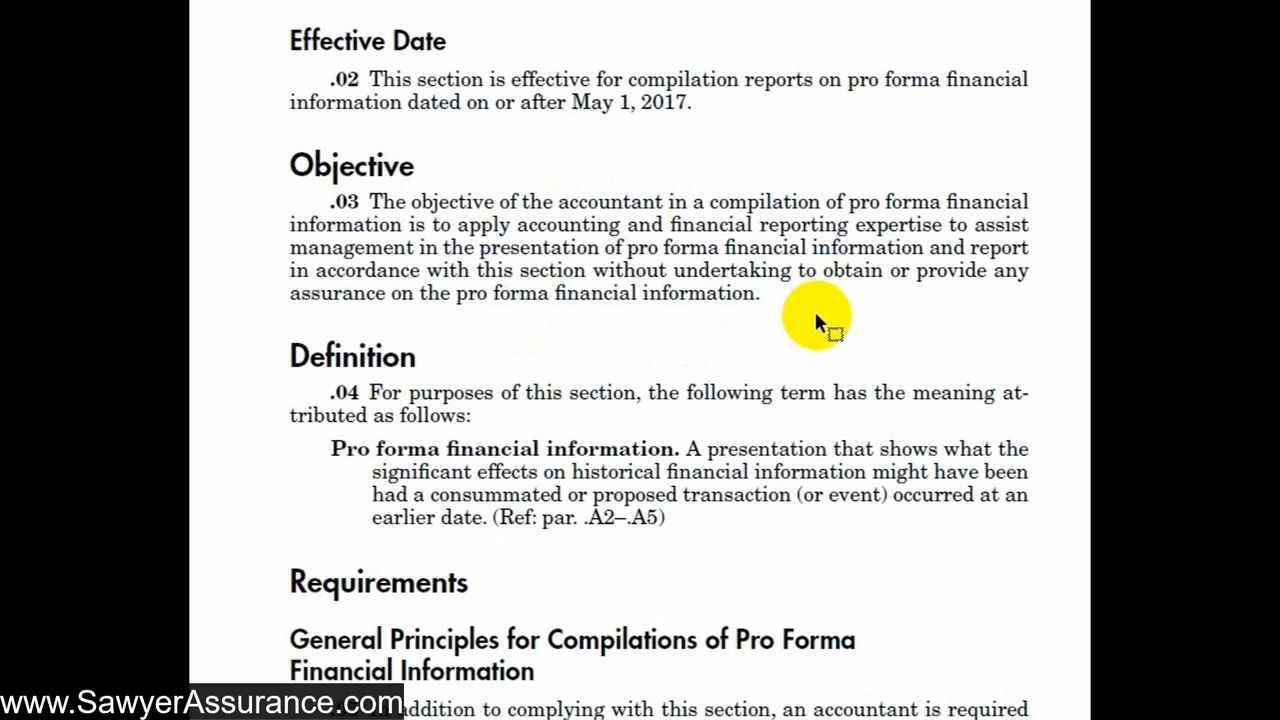 Effective Date
.02 This section is effective for compilation reports on pro forma financial
information dated on or after May 1, 2017.
Objective
.03 The objective of the accountant in a compilation of pro forma financial
information is to apply accounting and financial reporting expertise to assist
management in the presentation of pro forma financial information and report
in accordance with this section without undertaking to obtain or provide any
assurance on the pro forma financial information.
Definition
.04 For purposes of this section, the following term has the meaning at-
tributed as follows:
Pro forma financial information. A presentation that shows what the
significant effects on historical financial information might have been
had a consummated or proposed transaction (or event) occurred at an
earlier date. (Ref: par. .A2–.A5)
Requirements
General Principles for Compilations of Pro Forma
Financial Information
addition to complying with this section, an accountant is required
www.SawyerAssurance.com